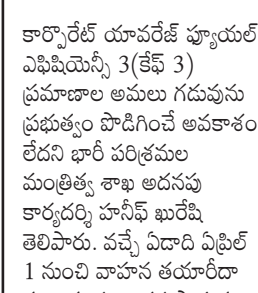 కార్పొరేట్ యావరేజ్ ఫ్యూయల్
ఎఫిషియెన్సీ 3(కేఫ్ 3)
ప్రమాణాల అమలు గడువును
ప్రభుత్వం పొడిగించే అవకాశం
లేదని భారీ పరిశ్రమల
మంత్రిత్వ శాఖ అదనపు
కార్యదర్శి హనీఫ్ ఖురేషి
తెలిపారు. వచ్చే ఏడాది ఏప్రిల్
1 నుంచి వాహన తయారీదా